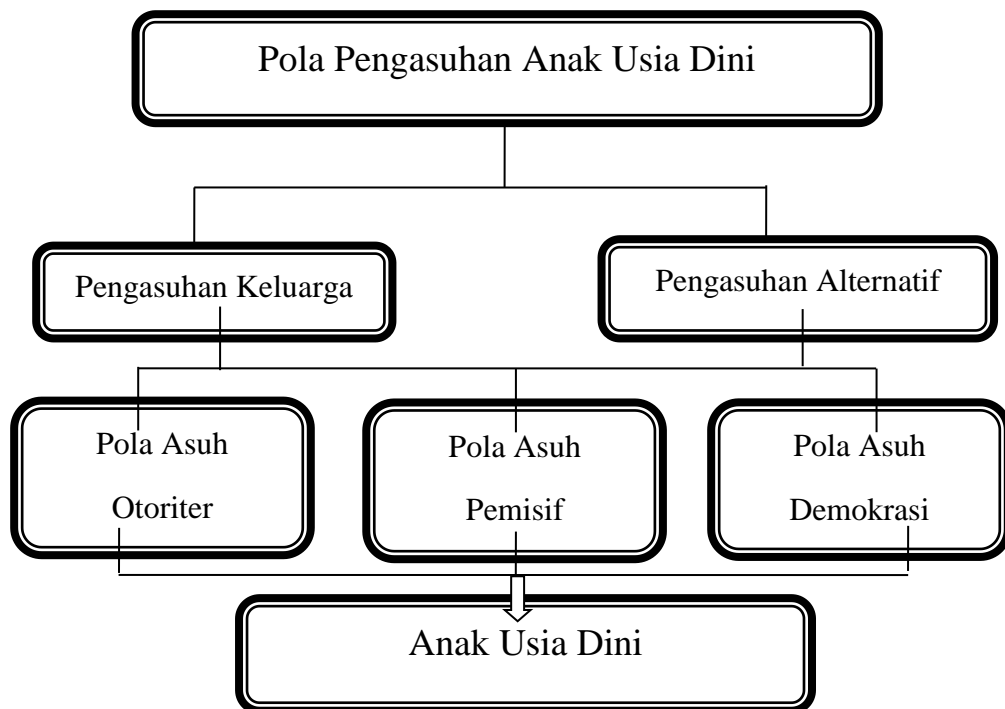 Pola Pengasuhan Anak Usia Dini
Pengasuhan Keluarga
Pengasuhan Alternatif
Pola Asuh
Otoriter
Pola Asuh
Pemisif
Pola Asuh
Demokrasi
Anak Usia Dini